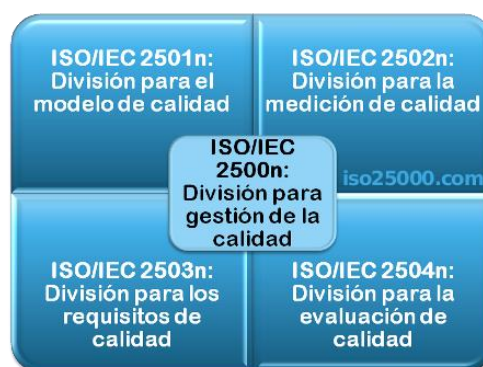 ISO/IEC 2501n:
División para el
modelo de calidad
ISO/IEC 2502n:
División para la
medición de calidad
ISO/IEC
2500n:
División para
gestión de la
calidad
iso25000.com
ISO/IEC 2503n:
División para los
requisitos de
calidad
ISO/IEC 2504n:
División para la
evaluación de
calidad